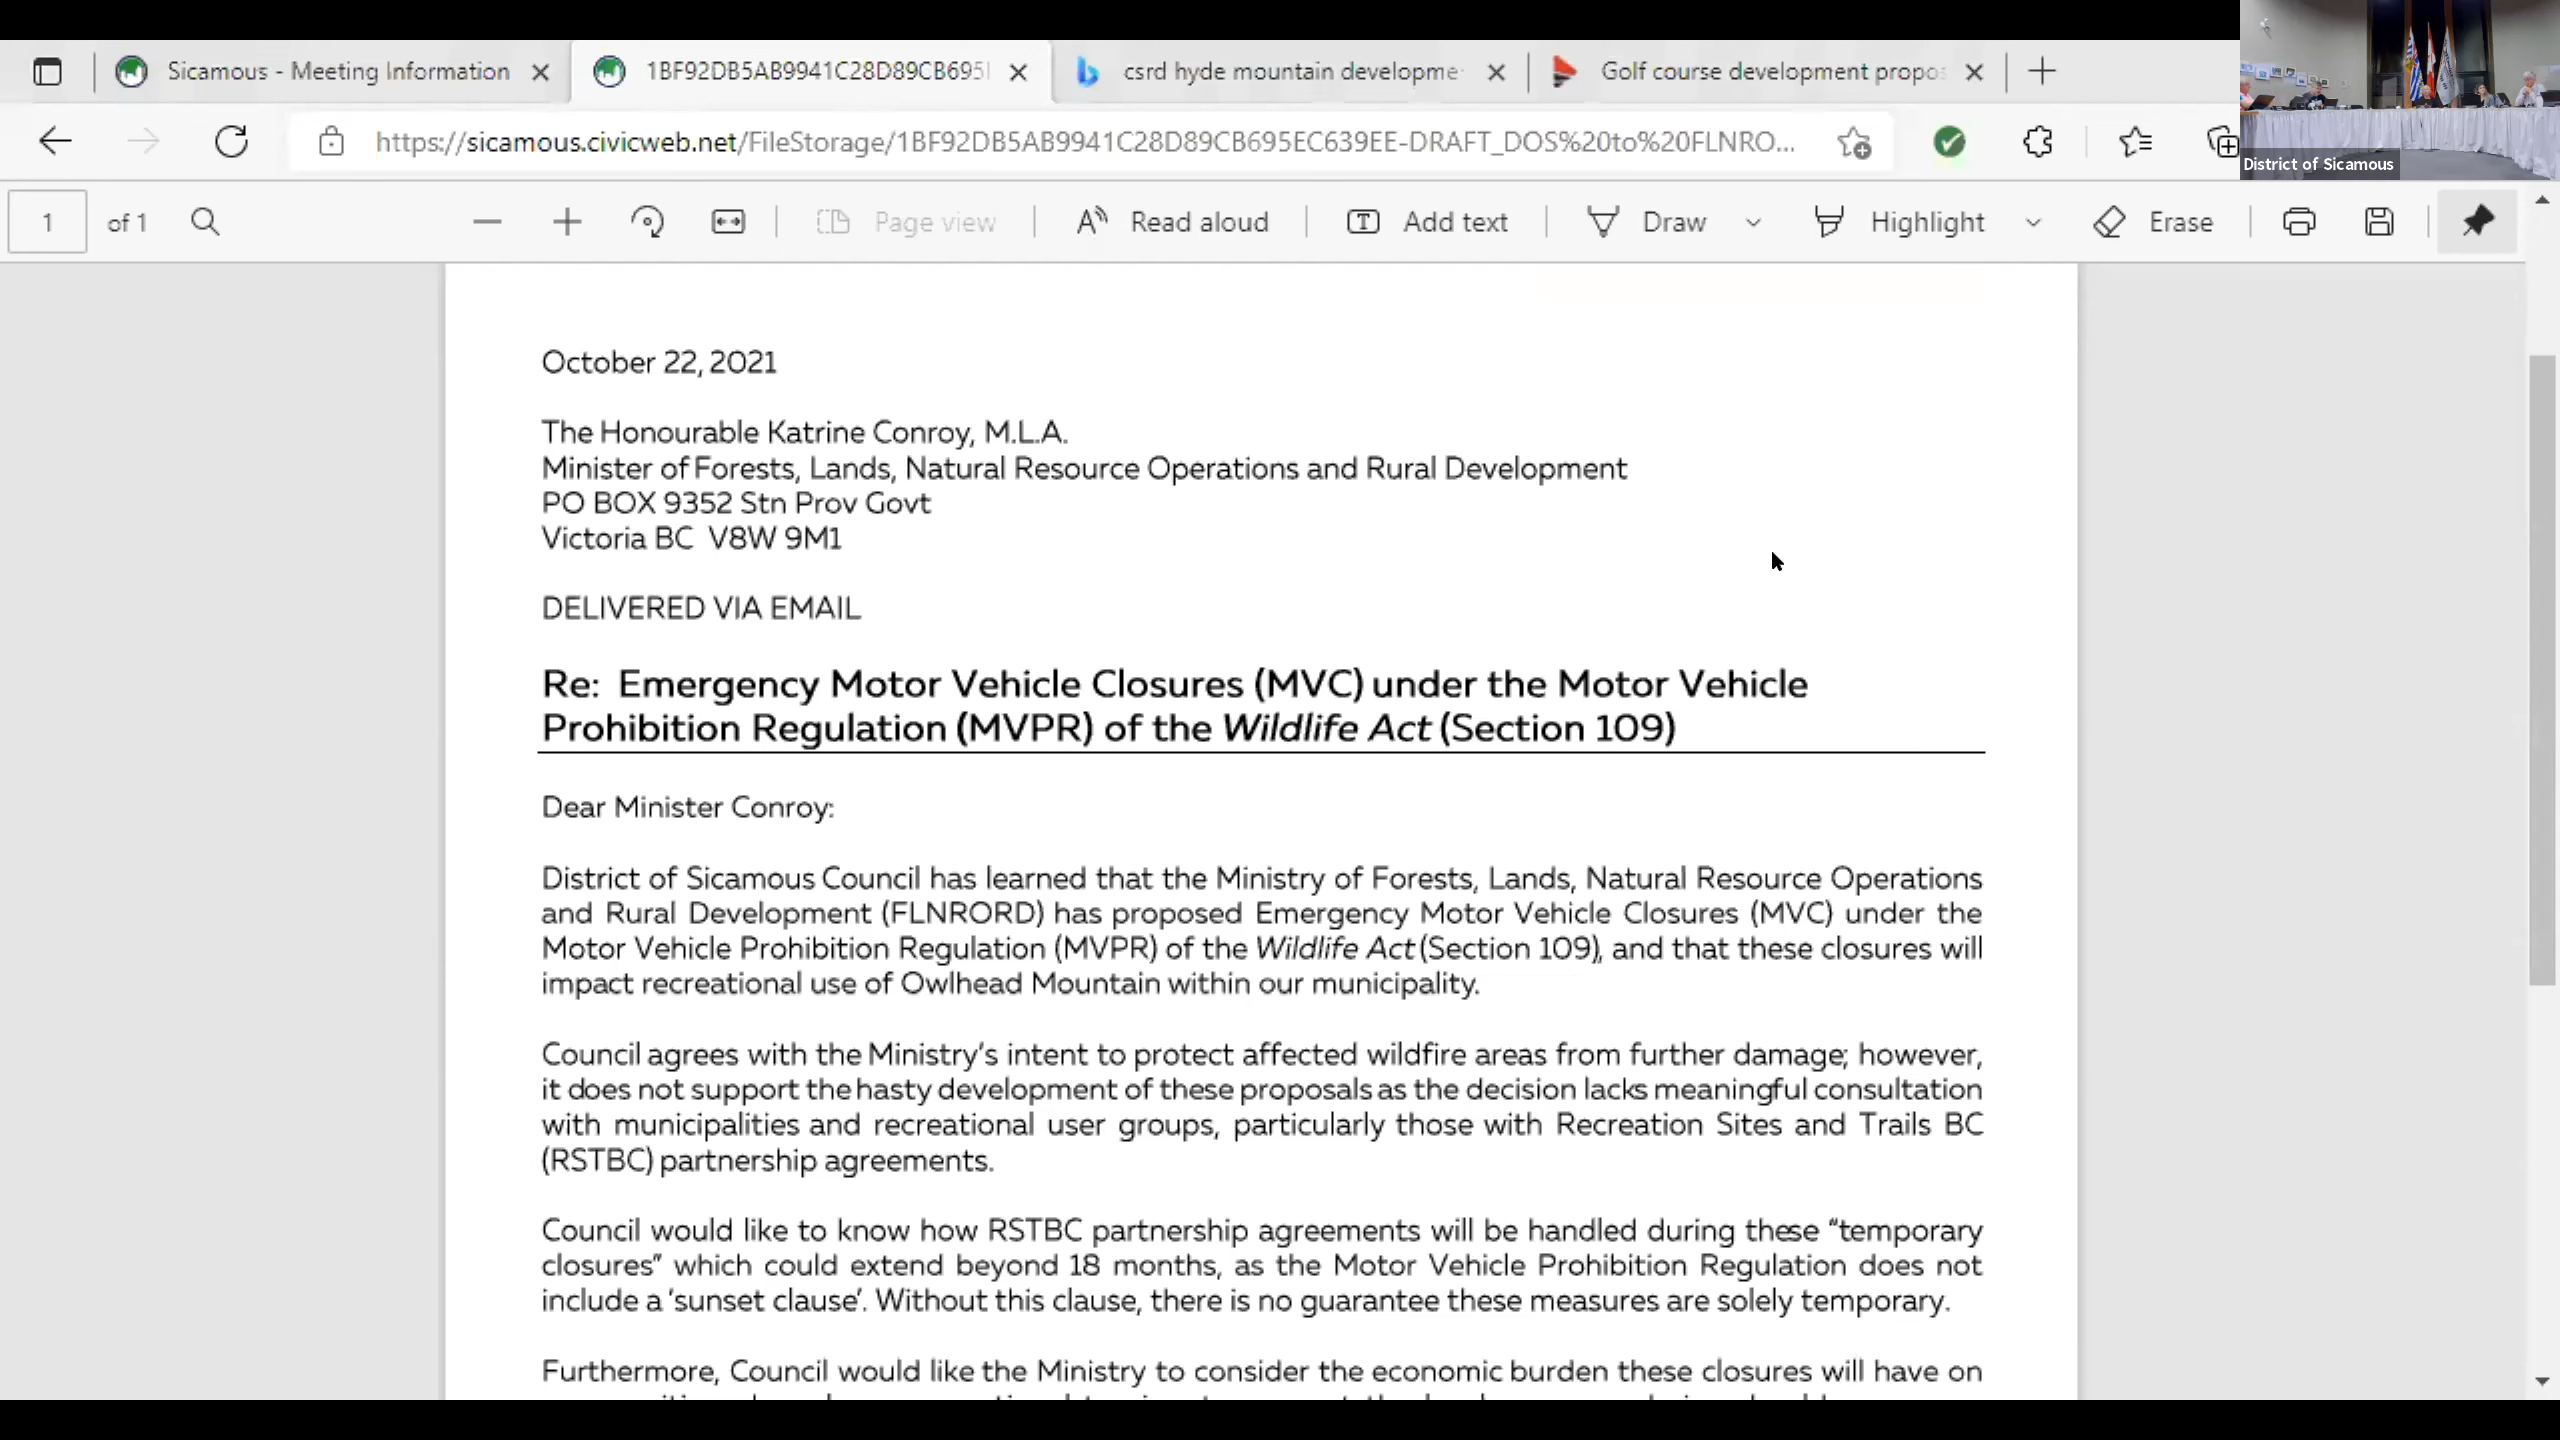 Sicamous - Meeting Information
1BF92DB5AB9941C28D89CB695
csrd hyde mountain developme
Golf course development propo
https://sicamous.civicweb.net/FileStorage/1BF92DB5AB9941C28D89CB695EC639EE-DRAFT_DOS%20to%20FLNRO...
District of Sicamous
1 of 1
Page view
Read aloud
Add text
Draw
Highlight
Erase
October 22, 2021
The Honourable Katrine Conroy, M.L.A.
Minister of Forests, Lands, Natural Resource Operations and Rural Development
PO BOX 9352 Stn Prov Govt
Victoria BC V8W 9M1
DELIVERED VIA EMAIL
Re: Emergency Motor Vehicle Closures (MVC) under the Motor Vehicle
Prohibition Regulation (MVPR) of the Wildlife Act (Section 109)
Dear Minister Conroy:
District of Sicamous Council has learned that the Ministry of Forests, Lands, Natural Resource Operations
and Rural Development (FLNRORD) has proposed Emergency Motor Vehicle Closures (MVC) under the
Motor Vehicle Prohibition Regulation (MVPR) of the Wildlife Act (Section 109), and that these closures will
impact recreational use of Owlhead Mountain within our municipality.
Council agrees with the Ministry's intent to protect affected wildfire areas from further damage; however,
it does not support the hasty development of these proposals as the decision lacks meaningful consultation
with municipalities and recreational user groups, particularly those with Recreation Sites and Trails BC
(RSTBC) partnership agreements.
Council would like to know how RSTBC partnership agreements will be handled during these “temporary
closures” which could extend beyond 18 months, as the Motor Vehicle Prohibition Regulation does not
include a ‘sunset clause’. Without this clause, there is no guarantee these measures are solely temporary.
Furthermore, Council would like the Ministry to consider the economic burden these closures will have on